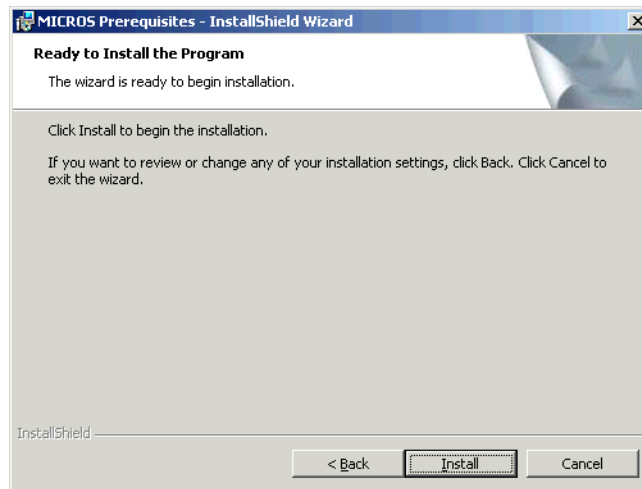 MICROS Prerequisites - InstallShield Wizard
Ready to Install the Program
The wizard is ready to begin installation.
Click Install to begin the installation.
If you want to review or change any of your installation settings, click Back. Click Cancel to
exit the wizard.
InstallShield
< Back
Install
Cancel